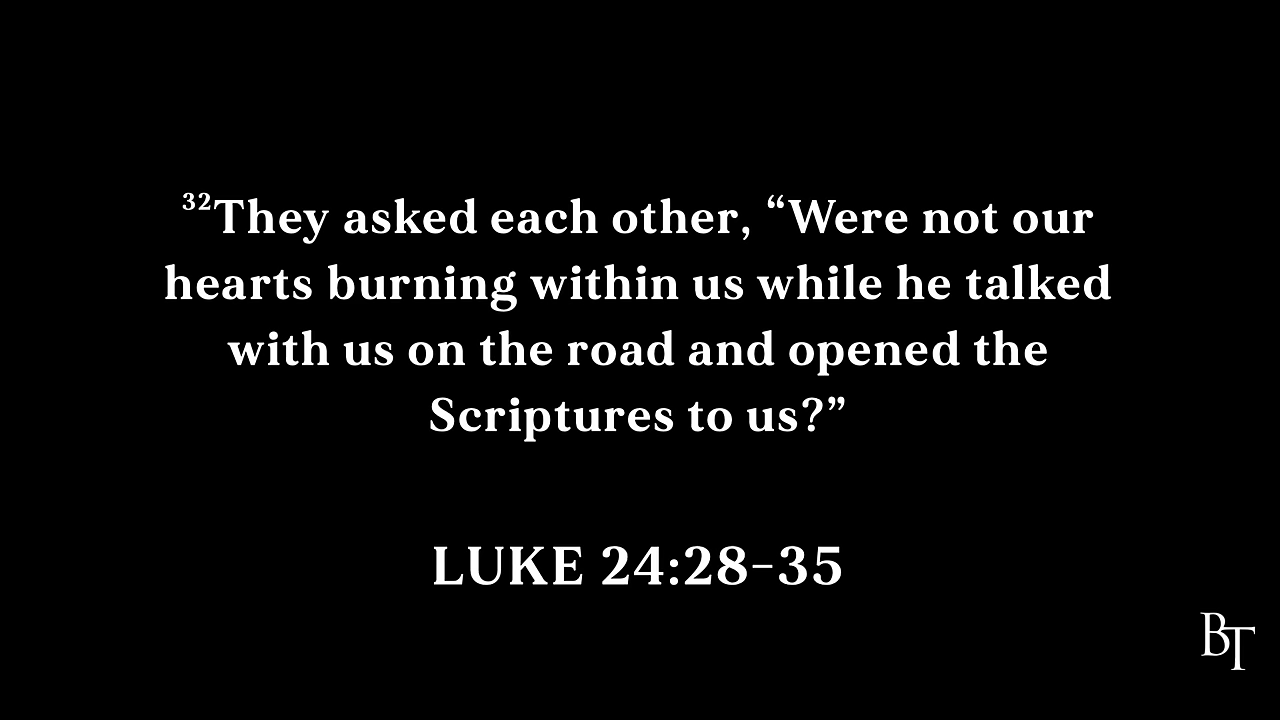 ³²They asked each other, “Were not our
hearts burning within us while he talked
with us on the road and opened the
Scriptures to us?”
LUKE 24:28-35
BT